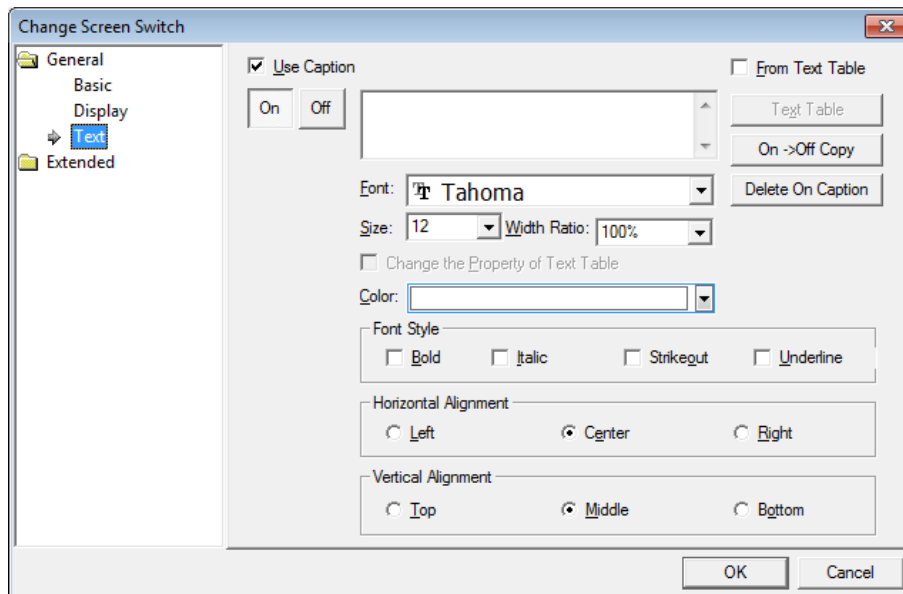 Change Screen Switch
General
Basic
Display
Text
Extended
Use Caption
From Text Table
On
Off
Text Table
On ->Off Copy
Delete On Caption
Font: Tahoma
Size: 12 Width Ratio: 100%
Change the Property of Text Table
Color:
Font Style
Bold Italic Strikeout Underline
Horizontal Alignment
Left Center Right
Vertical Alignment
Top Middle Bottom
OK Cancel